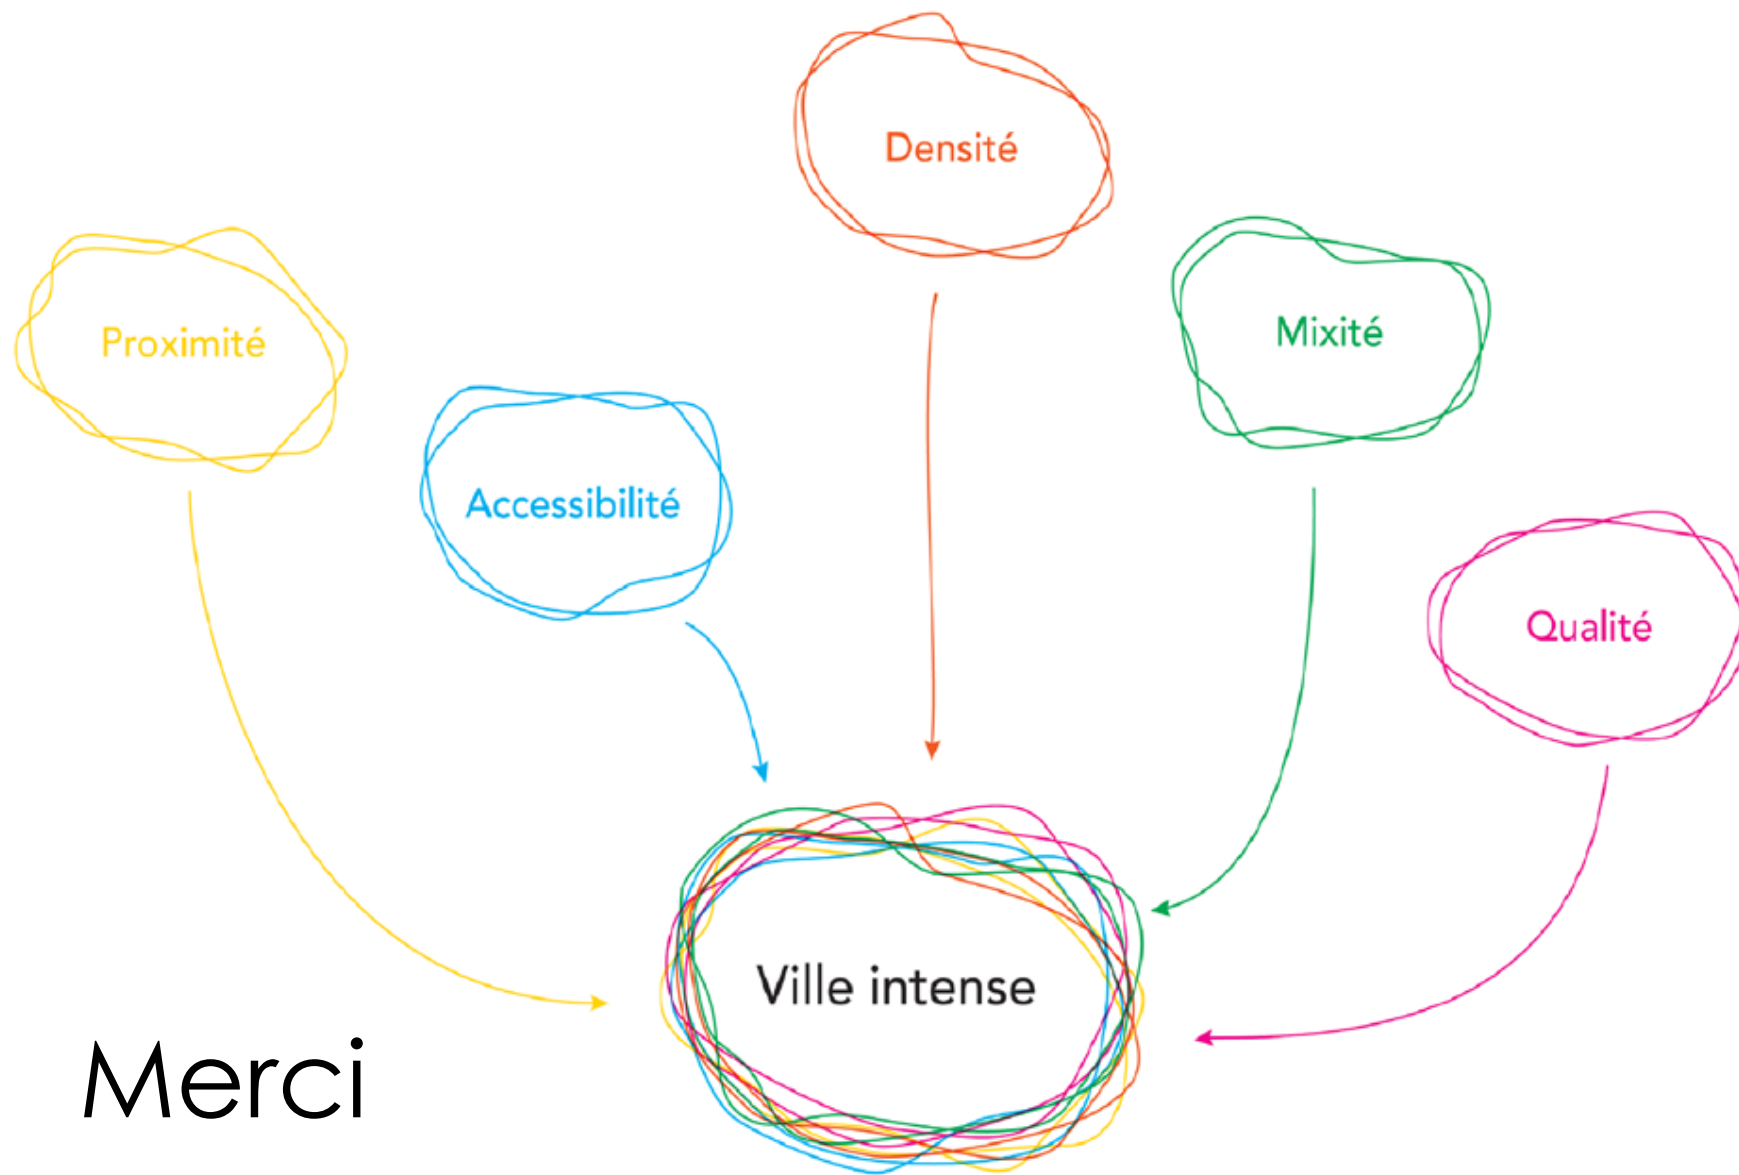 Densité
Proximité
Mixité
Accessibilité
Qualité
Ville intense
Merci